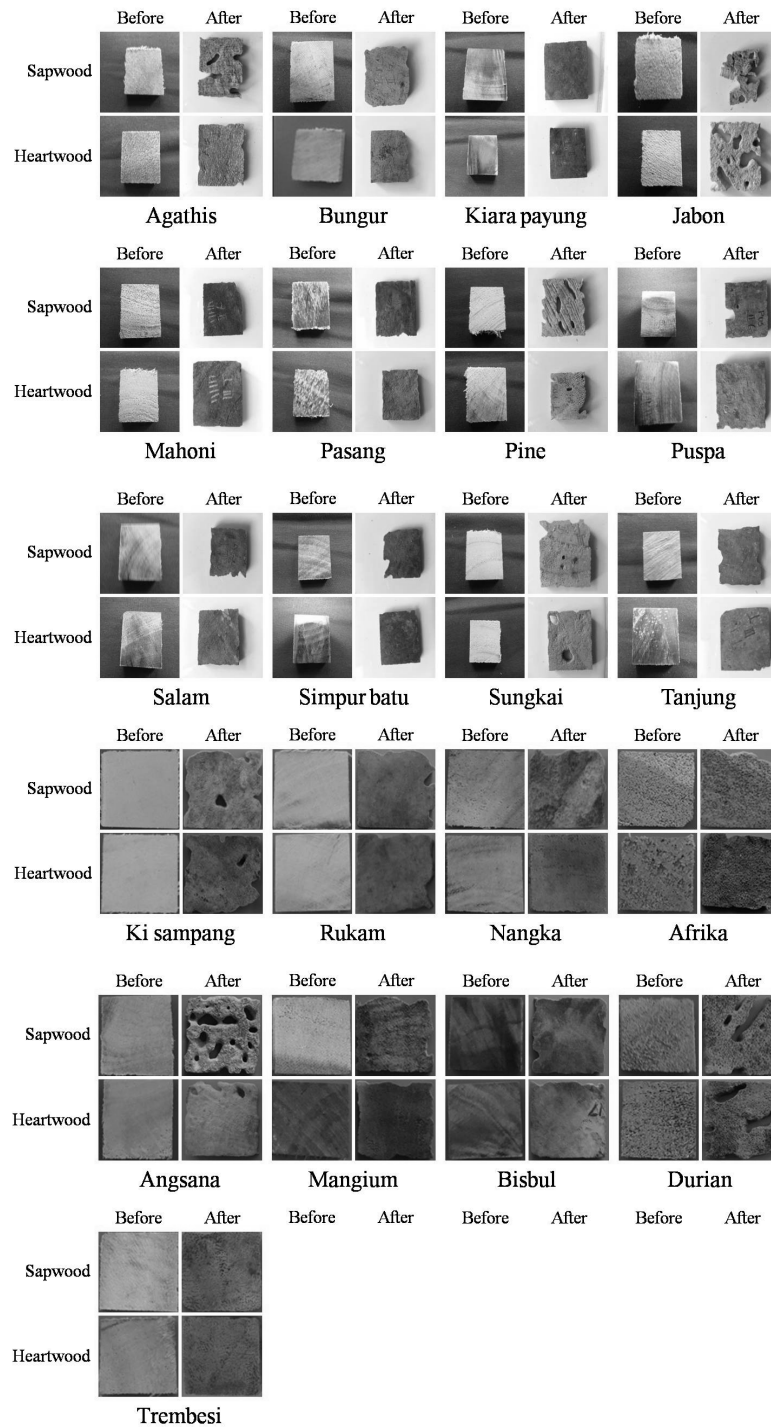 Before After Before After Before After Before After
Sapwood
Heartwood
Agathis Bungur Kiara payung Jabon
Before After Before After Before After Before After
Sapwood
Heartwood
Mahoni Pasang Pine Puspa
Before After Before After Before After Before After
Sapwood
Heartwood
Salam Simpur batu Sungkai Tanjung
Before After Before After Before After Before After
Sapwood
Heartwood
Ki sampang Rukam Nangka Afrika
Before After Before After Before After Before After
Sapwood
Heartwood
Angsana Mangium Bisbul Durian
Before After Before After Before After Before After
Sapwood
Heartwood
Trembesi